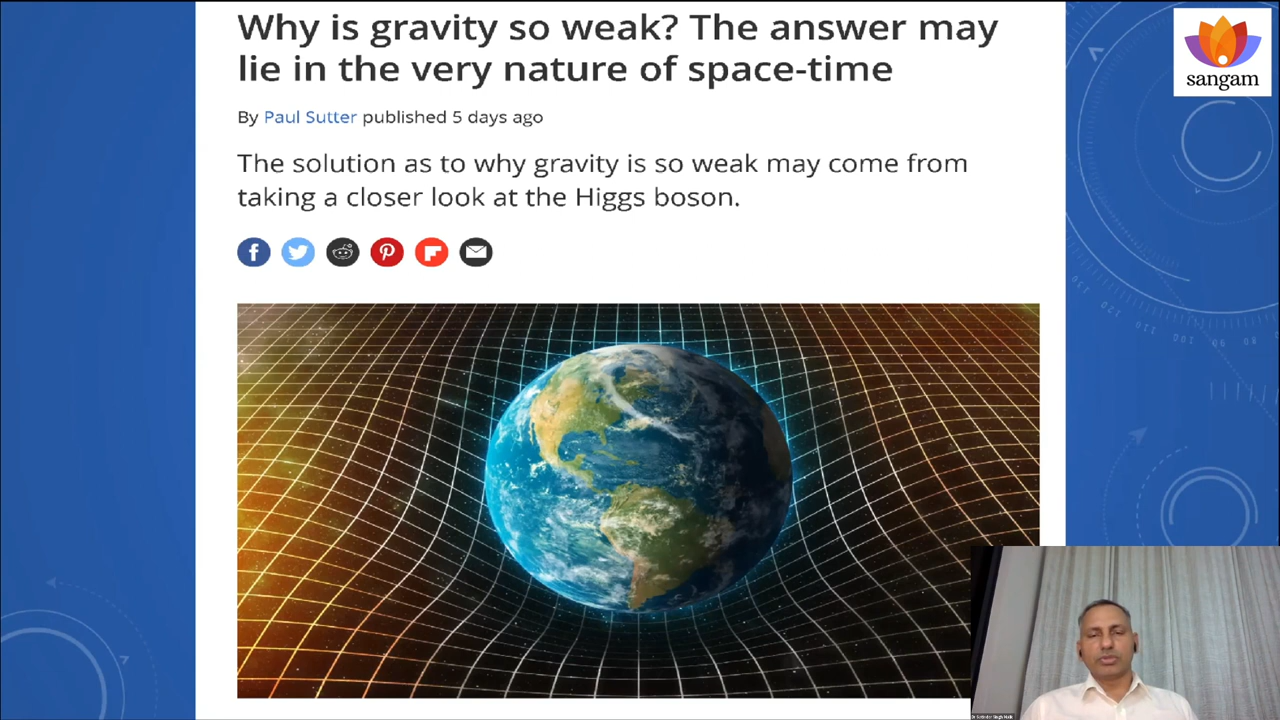 Why is gravity so weak? The answer may
lie in the very nature of space-time
By Paul Sutter published 5 days ago
The solution as to why gravity is so weak may come from
taking a closer look at the Higgs boson.
sangam